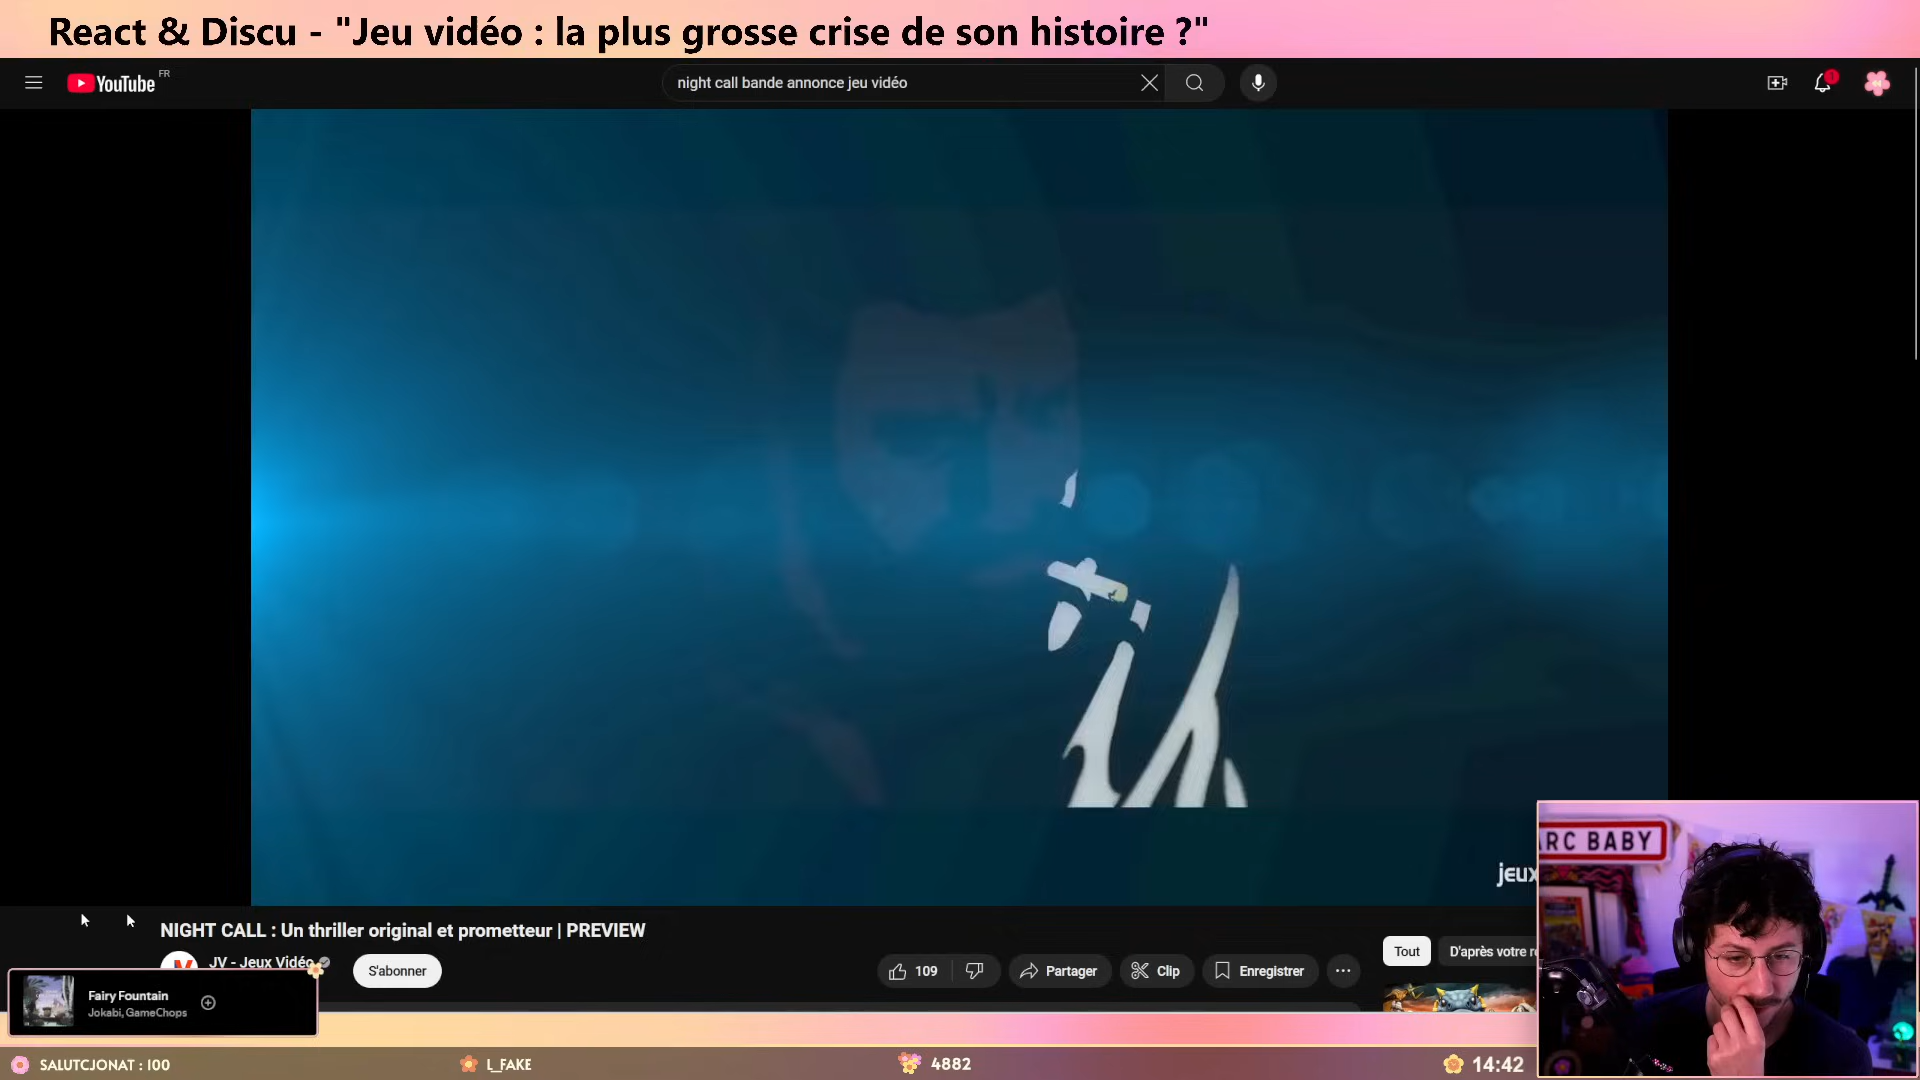 React & Discu - "Jeu vidéo : la plus grosse crise de son histoire ?"
YouTube FR
night call bande annonce jeu vidéo
1
jeux
NIGHT CALL : Un thriller original et prometteur | PREVIEW
JV - Jeux Vidéo
S'abonner
109
Partager
Clip
Enregistrer
Tout
D'après votre
Fairy Fountain
Jokabi, GameChops
ARC BABY
SALUTCJONAT : 100
L_FAKE
4882
14:42